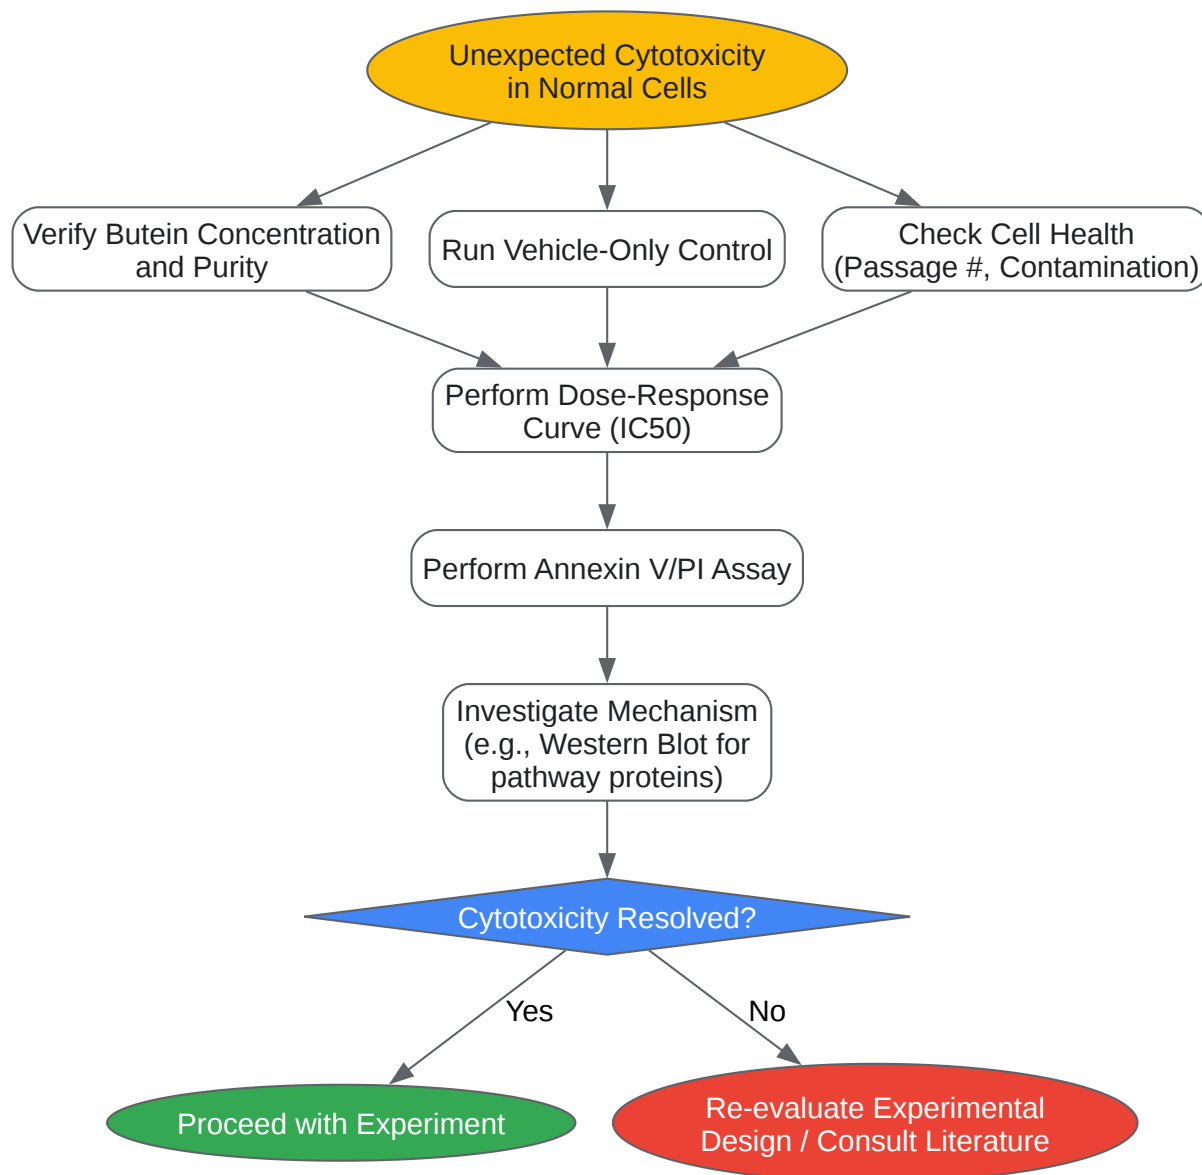 Unexpected Cytotoxicity
in Normal Cells
Verify Butein Concentration
and Purity
Run Vehicle-Only Control
Check Cell Health
(Passage #, Contamination)
Perform Dose-Response
Curve (IC50)
Perform Annexin V/PI Assay
Investigate Mechanism
(e.g., Western Blot for
pathway proteins)
Cytotoxicity Resolved?
Yes
No
Proceed with Experiment
Re-evaluate Experimental
Design / Consult Literature